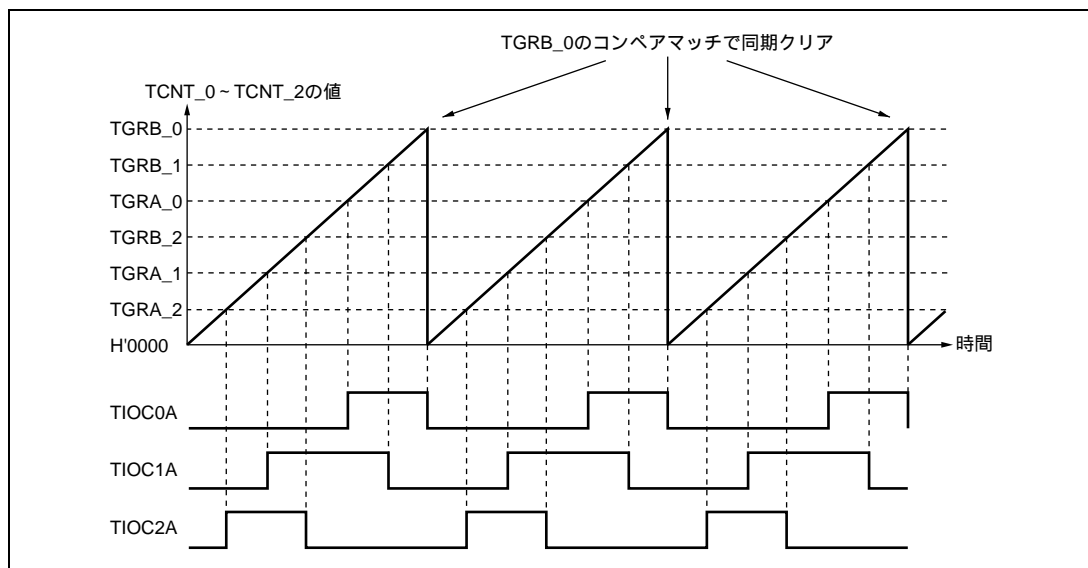 TGRB_0のコンペアマッチで同期クリア
TCNT_0~TCNT_2の値
TGRB_0
TGRB_1
TGRA_0
TGRB_2
TGRA_1
TGRA_2
H'0000
時間
TIOC0A
TIOC1A
TIOC2A